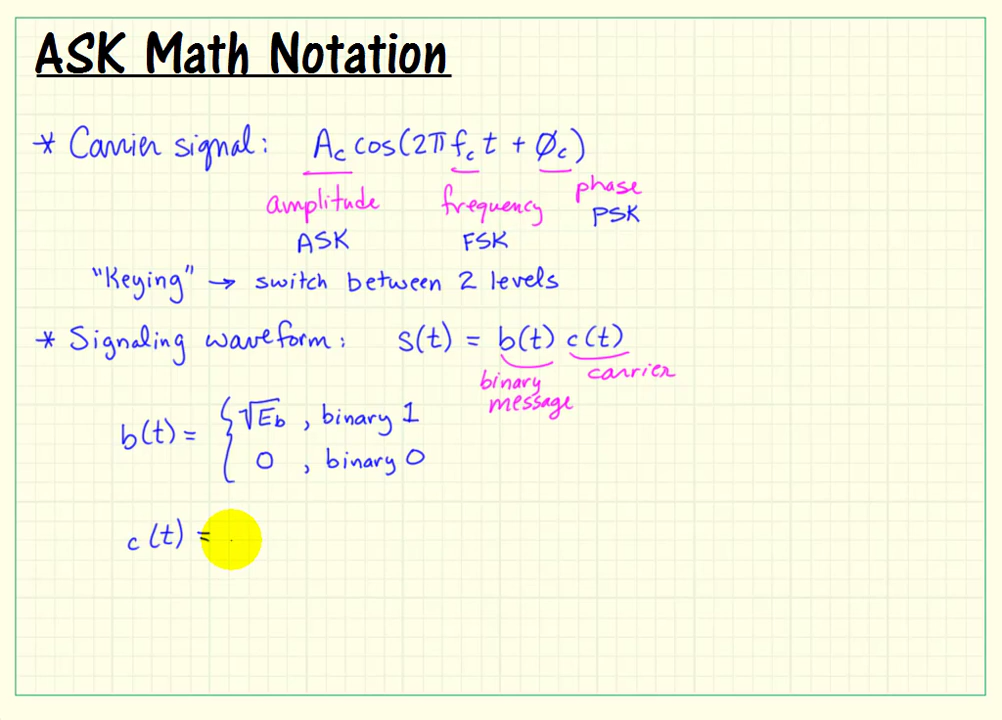 ASK Math Notation
* Carrier signal: A_c cos(2π f_c t + ø_c)
amplitude frequency phase
ASK FSK PSK
"Keying" → switch between 2 levels
* Signaling waveform: s(t) = b(t) c(t)
binary message carrier
b(t) = { √E_b , binary 1
0 , binary 0
c(t) =